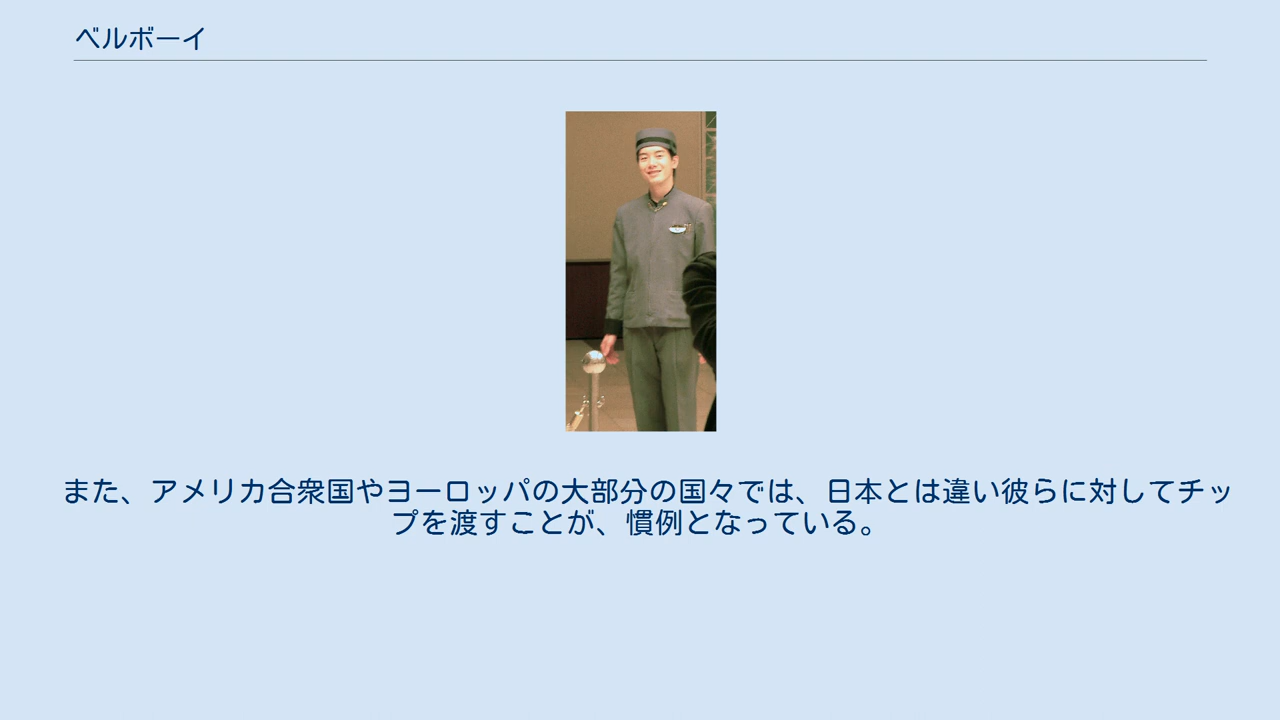 ベルボーイ
また、アメリカ合衆国やヨーロッパの大部分の国々では、日本とは違い彼らに対してチッ
プを渡すことが、慣例となっている。